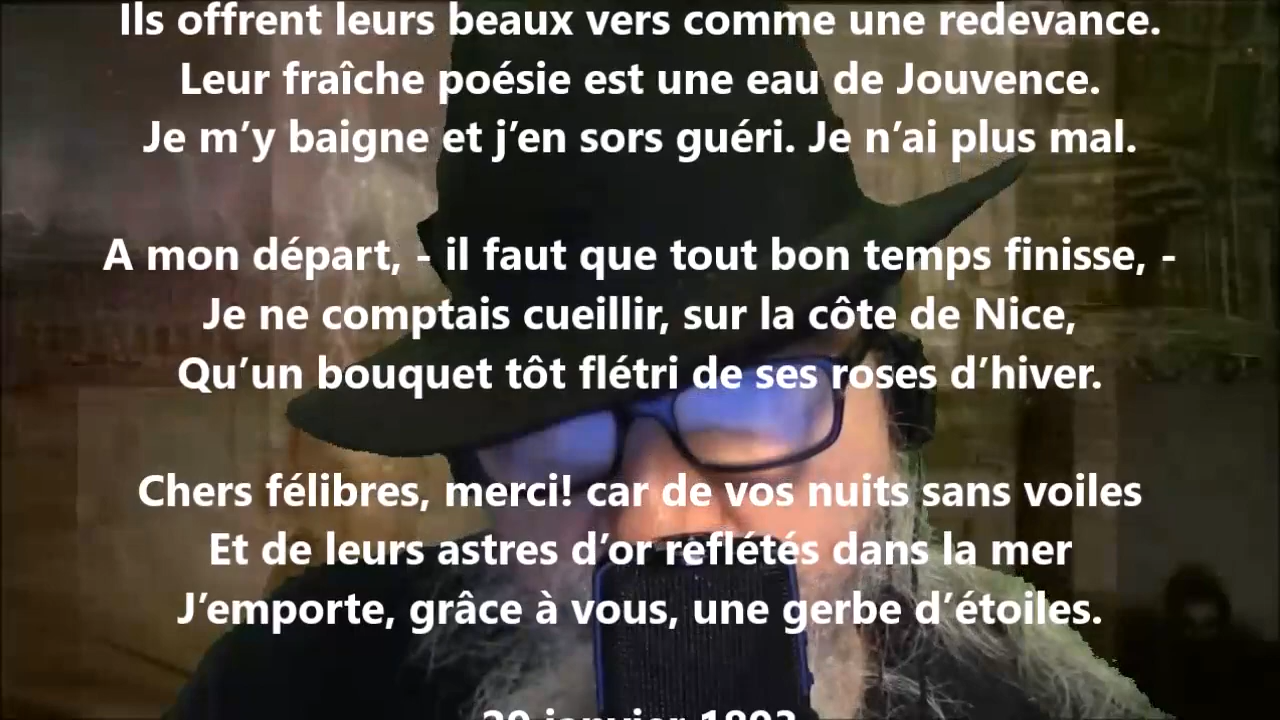 Ils offrent leurs beaux vers comme une redevance.
Leur fraîche poésie est une eau de Jouvence.
Je m’y baigne et j’en sors guéri. Je n’ai plus mal.
A mon départ, - il faut que tout bon temps finisse, -
Je ne comptais cueillir, sur la côte de Nice,
Qu’un bouquet tôt flétri de ses roses d’hiver.
Chers félibres, merci! car de vos nuits sans voiles
Et de leurs astres d’or reflétés dans la mer
J’emporte, grâce à vous, une gerbe d’étoiles.
janvier